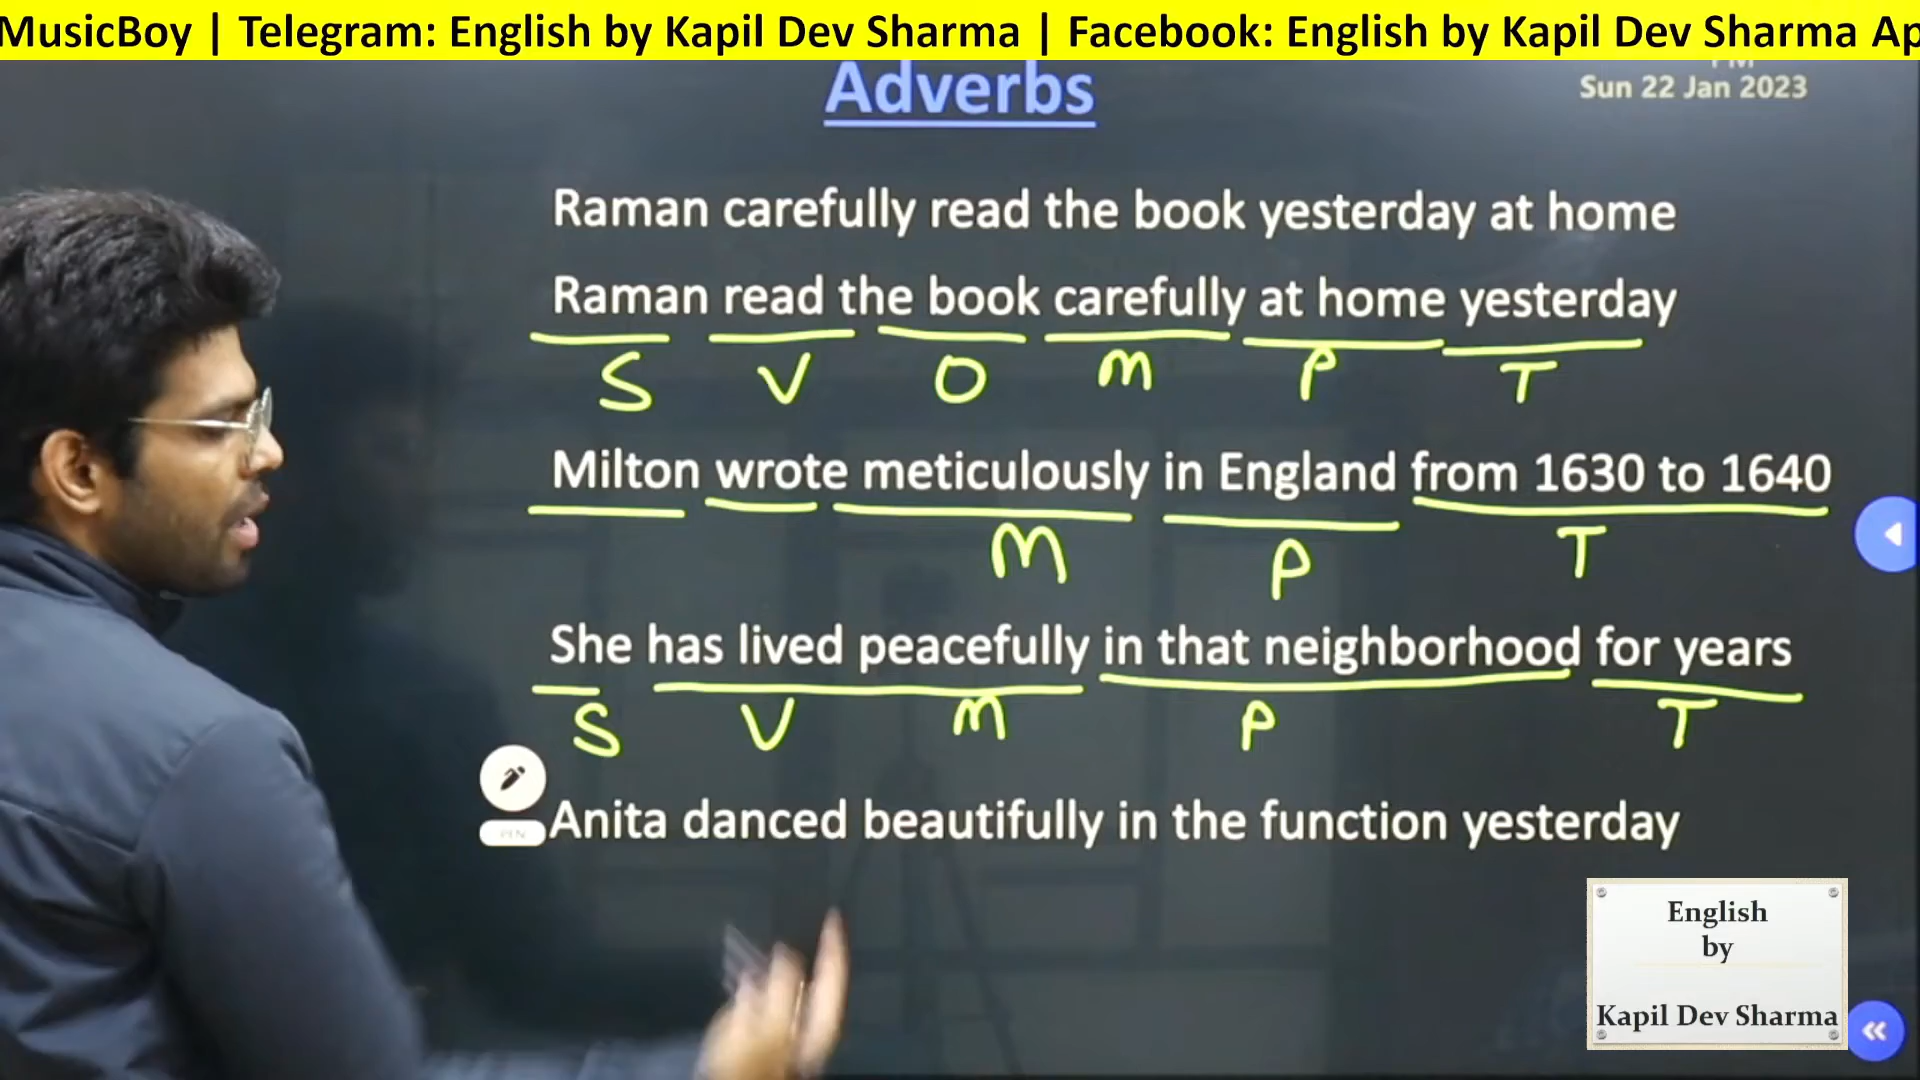 MusicBoy | Telegram: English by Kapil Dev Sharma | Facebook: English by Kapil Dev Sharma Ap
Adverbs
Sun 22 Jan 2023
Raman carefully read the book yesterday at home
Raman read the book carefully at home yesterday
S V O M P T
Milton wrote meticulously in England from 1630 to 1640
M P T
She has lived peacefully in that neighborhood for years
S V M P T
PEN
Anita danced beautifully in the function yesterday
English
by
Kapil Dev Sharma